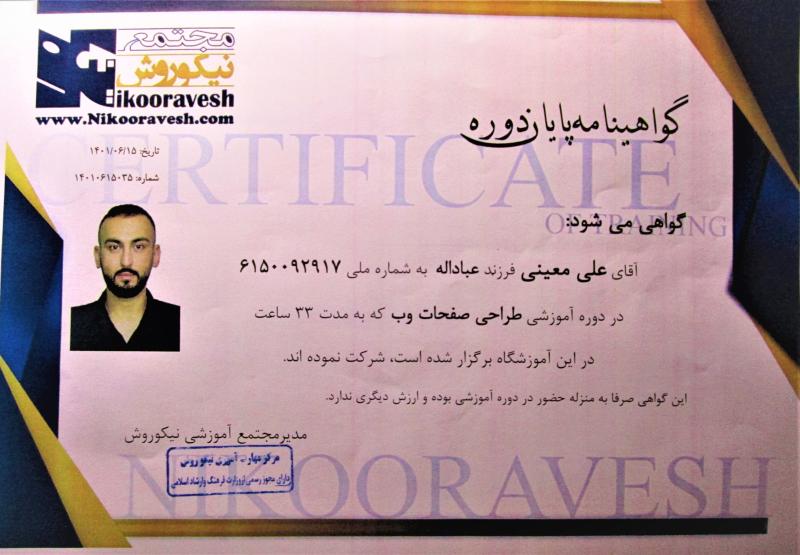 مجتمع
نیکوروش
Nikooravesh
www.Nikooravesh.com
CERTIFICATE
OF TRAINING
گواهینامه پایان دوره
تاریخ: ۱۴۰۱/۰۶/۱۵
شماره: ۱۴۰۱۰۶۱۵۰۳۵
گواهی می شود:
آقای علی معینی فرزند عباداله به شماره ملی ۶۱۵۰۰۹۲۹۱۷
در دوره آموزشی طراحی صفحات وب که به مدت ۳۳ ساعت
در این آموزشگاه برگزار شده است، شرکت نموده اند.
این گواهی صرفا به منزله حضور در دوره آموزشی بوده و ارزش دیگری ندارد.
مدیرمجتمع آموزشی نیکوروش
مرکز مهارت آموزی نیکو روش
دارای مجوز رسمی از وزارت فرهنگ و ارشاد اسلامی
NIKOORAVESH